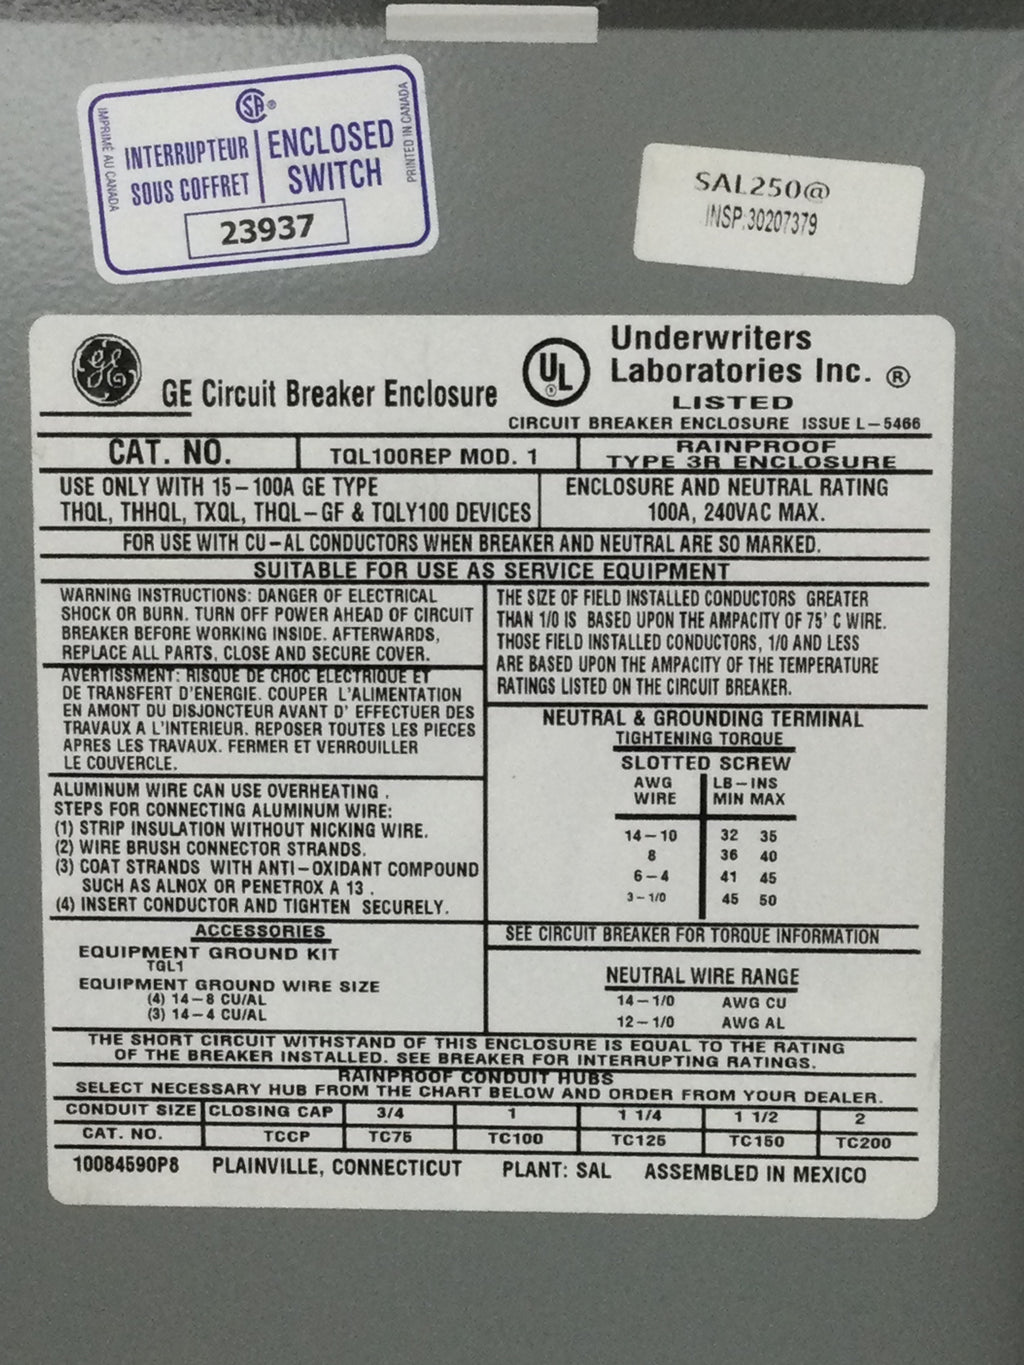 CSA®
IMPRIMÉ AU CANADA
INTERRUPTEUR
SOUS COFFRET
ENCLOSED
SWITCH
PRINTED IN CANADA
23937
SAL250@
INSP:30207379
GE
GE Circuit Breaker Enclosure
UL®
Underwriters
Laboratories Inc. ®
LISTED
CIRCUIT BREAKER ENCLOSURE ISSUE L-5466
CAT. NO.
TQL100REP MOD. 1
RAINPROOF
TYPE 3R ENCLOSURE
USE ONLY WITH 15-100A GE TYPE
THQL, THHQL, TXQL, THQL-GF & TQLY100 DEVICES
ENCLOSURE AND NEUTRAL RATING
100A, 240VAC MAX.
FOR USE WITH CU-AL CONDUCTORS WHEN BREAKER AND NEUTRAL ARE SO MARKED.
SUITABLE FOR USE AS SERVICE EQUIPMENT
WARNING INSTRUCTIONS: DANGER OF ELECTRICAL
SHOCK OR BURN. TURN OFF POWER AHEAD OF CIRCUIT
BREAKER BEFORE WORKING INSIDE. AFTERWARDS,
REPLACE ALL PARTS, CLOSE AND SECURE COVER.
AVERTISSMENT: RISQUE DE CHOC ELECTRIQUE ET
DE TRANSFERT D'ENERGIE. COUPER L'ALIMENTATION
EN AMONT DU DISJONCTEUR AVANT D' EFFECTUER DES
TRAVAUX A L'INTERIEUR. REPOSER TOUTES LES PIECES
APRES LES TRAVAUX. FERMER ET VERROUILLER
LE COUVERCLE.
ALUMINUM WIRE CAN USE OVERHEATING .
STEPS FOR CONNECTING ALUMINUM WIRE:
(1) STRIP INSULATION WITHOUT NICKING WIRE.
(2) WIRE BRUSH CONNECTOR STRANDS.
(3) COAT STRANDS WITH ANTI-OXIDANT COMPOUND
SUCH AS ALNOX OR PENETROX A 13 .
(4) INSERT CONDUCTOR AND TIGHTEN SECURELY.
ACCESSORIES
EQUIPMENT GROUND KIT
TGL1
EQUIPMENT GROUND WIRE SIZE
(4) 14-8 CU/AL
(3) 14-4 CU/AL
THE SIZE OF FIELD INSTALLED CONDUCTORS GREATER
THAN 1/0 IS BASED UPON THE AMPACITY OF 75' C WIRE.
THOSE FIELD INSTALLED CONDUCTORS, 1/0 AND LESS
ARE BASED UPON THE AMPACITY OF THE TEMPERATURE
RATINGS LISTED ON THE CIRCUIT BREAKER.
NEUTRAL & GROUNDING TERMINAL
TIGHTENING TORQUE
SLOTTED SCREW
AWG LB-INS
WIRE MIN MAX
14-10 32 35
8 36 40
6-4 41 45
3-1/0 45 50
SEE CIRCUIT BREAKER FOR TORQUE INFORMATION
NEUTRAL WIRE RANGE
14-1/0 AWG CU
12-1/0 AWG AL
THE SHORT CIRCUIT WITHSTAND OF THIS ENCLOSURE IS EQUAL TO THE RATING
OF THE BREAKER INSTALLED. SEE BREAKER FOR INTERRUPTING RATINGS.
RAINPROOF CONDUIT HUBS
SELECT NECESSARY HUB FROM THE CHART BELOW AND ORDER FROM YOUR DEALER.
CONDUIT SIZE CLOSING CAP 3/4 1 1 1/4 1 1/2 2
CAT. NO. TCCP TC75 TC100 TC125 TC150 TC200
10084590P8 PLAINVILLE, CONNECTICUT PLANT: SAL ASSEMBLED IN MEXICO